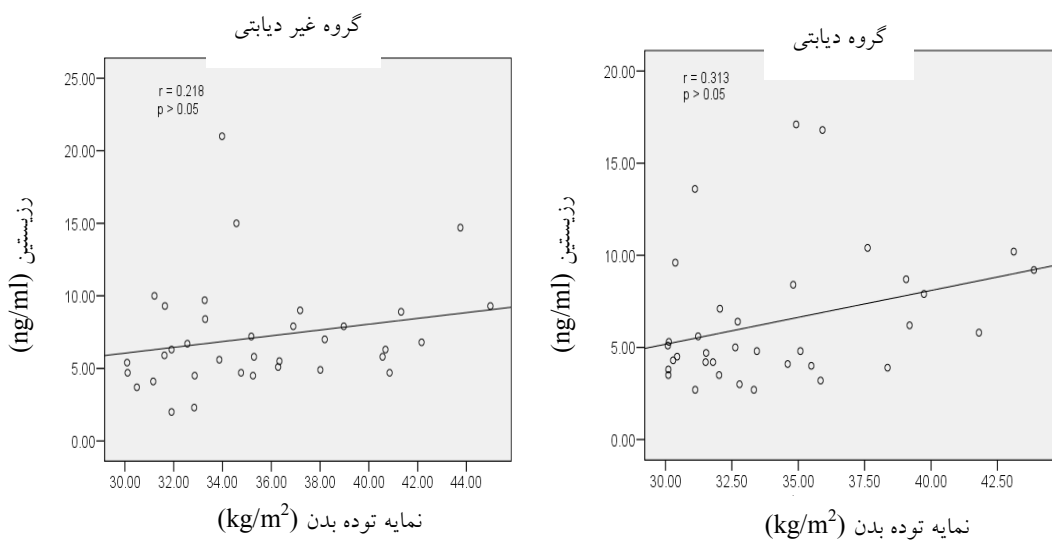 گروه غیر دیابتی
r = 0.218
p > 0.05
25.00
20.00
15.00
10.00
5.00
0.00
رزیستین (ng/ml)
30.00 32.00 34.00 36.00 38.00 40.00 42.00 44.00
نمایه توده بدن (kg/m²)
گروه دیابتی
r = 0.313
p > 0.05
20.00
15.00
10.00
5.00
0.00
رزیستین (ng/ml)
30.00 32.50 35.00 37.50 40.00 42.50
نمایه توده بدن (kg/m²)